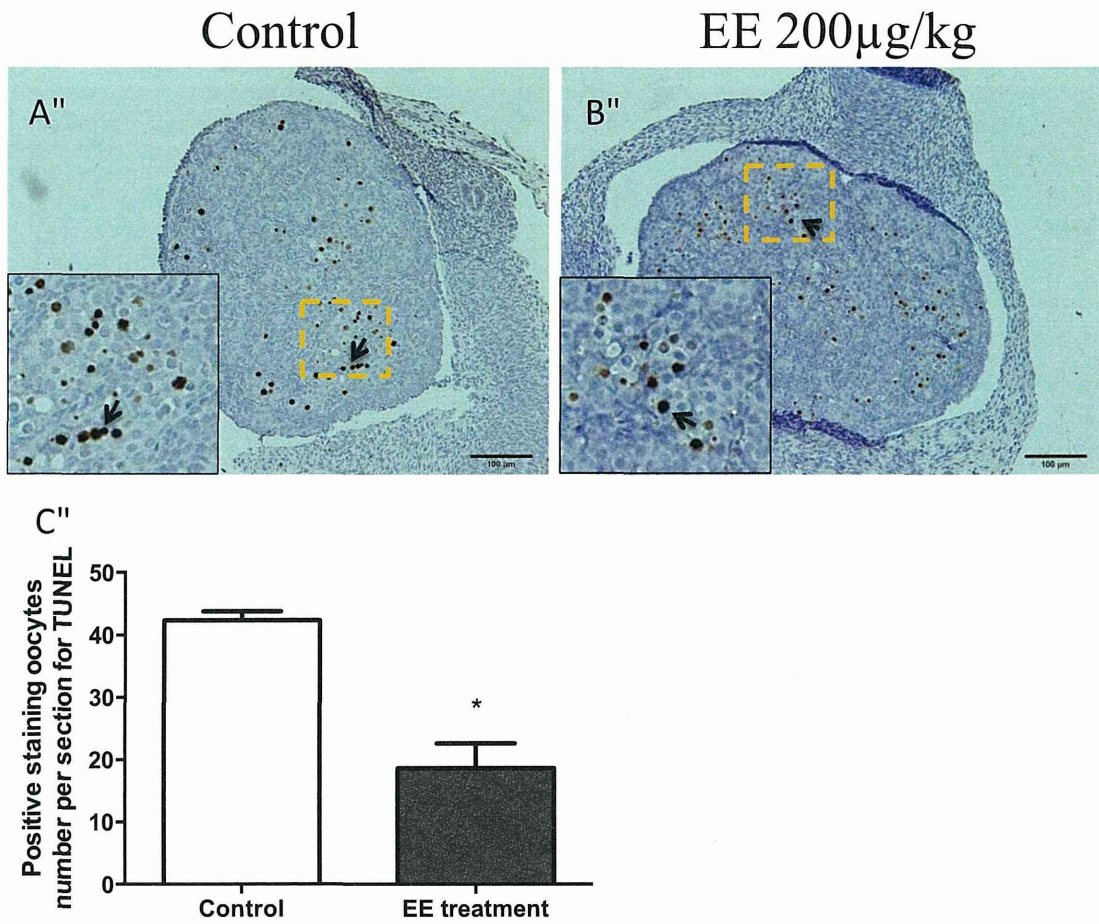 Control
EE 200µg/kg
A"
B"
100 µm
100 µm
C"
Positive staining oocytes
number per section for TUNEL
50
40
30
20
10
0
*
Control
EE treatment